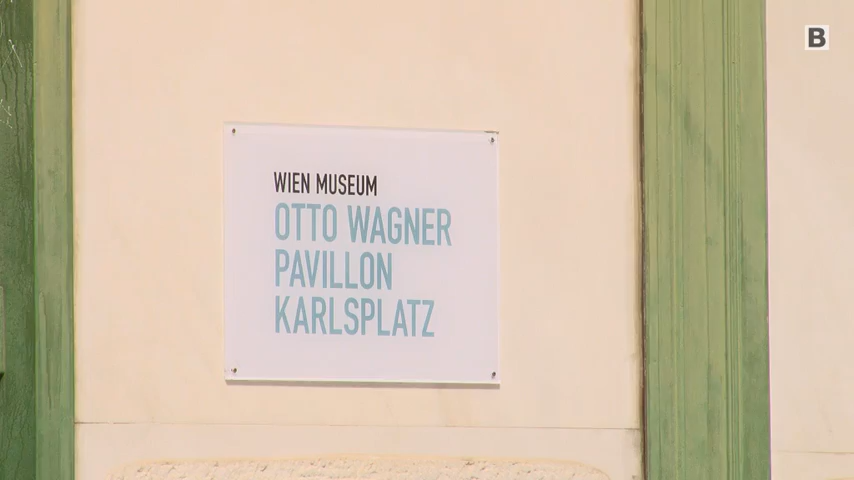 B
WIEN MUSEUM
OTTO WAGNER
PAVILLON
KARLSPLATZ